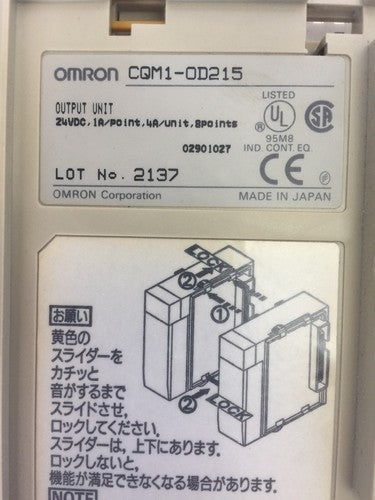 OMRON CQM1-OD215
OUTPUT UNIT
24VDC, 1A/point, 4A/unit, 8points
02901027
LISTED
UL
®
95M8
IND. CONT. EQ.
SA
CE
LOT No. 2137
OMRON Corporation
MADE IN JAPAN
お願い
黄色の
スライダーを
カチッと
音がするまで
スライドさせ,
ロックしてください.
スライダーは, 上下にあります.
ロックしないと,
機能が満足できなくなる場合があります.
LOCK
②
①
②
LOCK
NOTE